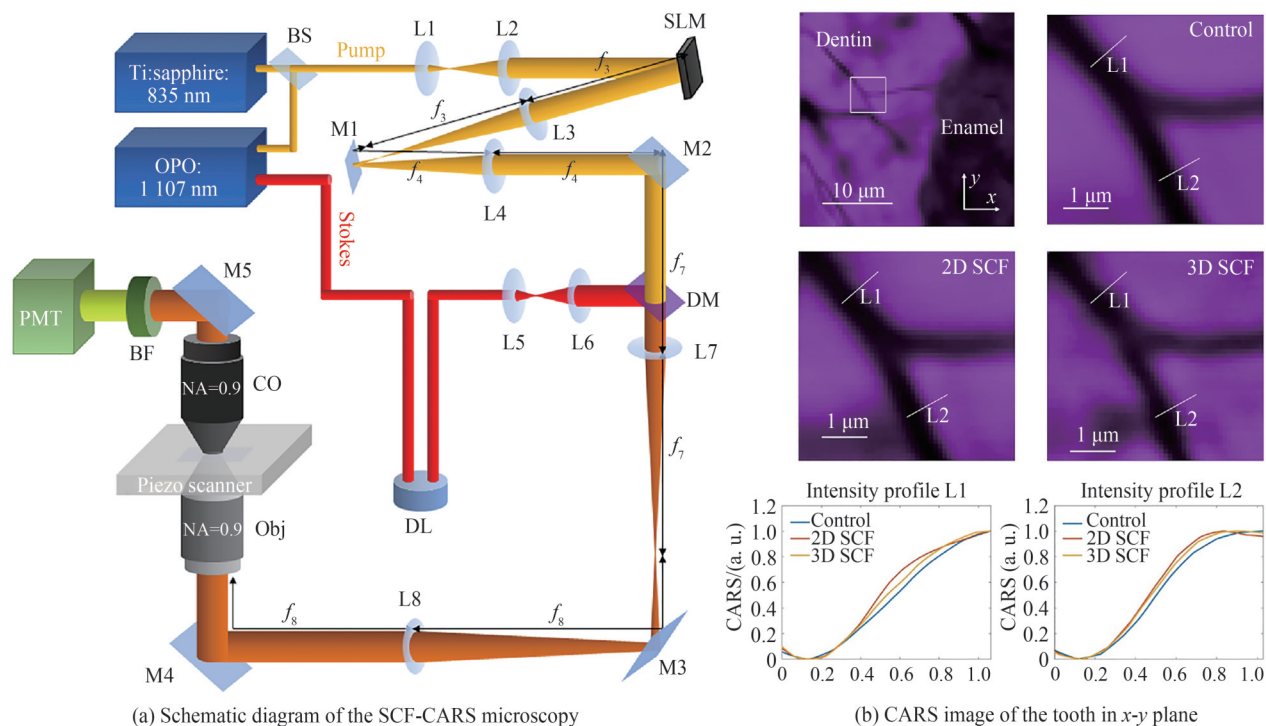 BS
Pump
L1
L2
SLM
Ti:sapphire:
835 nm
f3
f3
L3
M1
OPO:
1 107 nm
f4
f4
M2
L4
Stokes
f7
M5
DM
PMT
BF
L5
L6
L7
NA=0.9
CO
f7
Piezo scanner
DL
NA=0.9
Obj
f8
L8
f8
M4
M3
(a) Schematic diagram of the SCF-CARS microscopy
Dentin
Enamel
10 μm
y
x
Control
L1
L2
1 μm
2D SCF
L1
L2
1 μm
3D SCF
L1
L2
1 μm
Intensity profile L1
CARS/(a. u.)
1.2
1.0
0.8
0.6
0.4
0.2
0
Control
2D SCF
3D SCF
0 0.2 0.4 0.6 0.8 1.0
Intensity profile L2
CARS (a. u.)
1.2
1.0
0.8
0.6
0.4
0.2
0
Control
2D SCF
3D SCF
0 0.2 0.4 0.6 0.8 1.0
(b) CARS image of the tooth in x-y plane